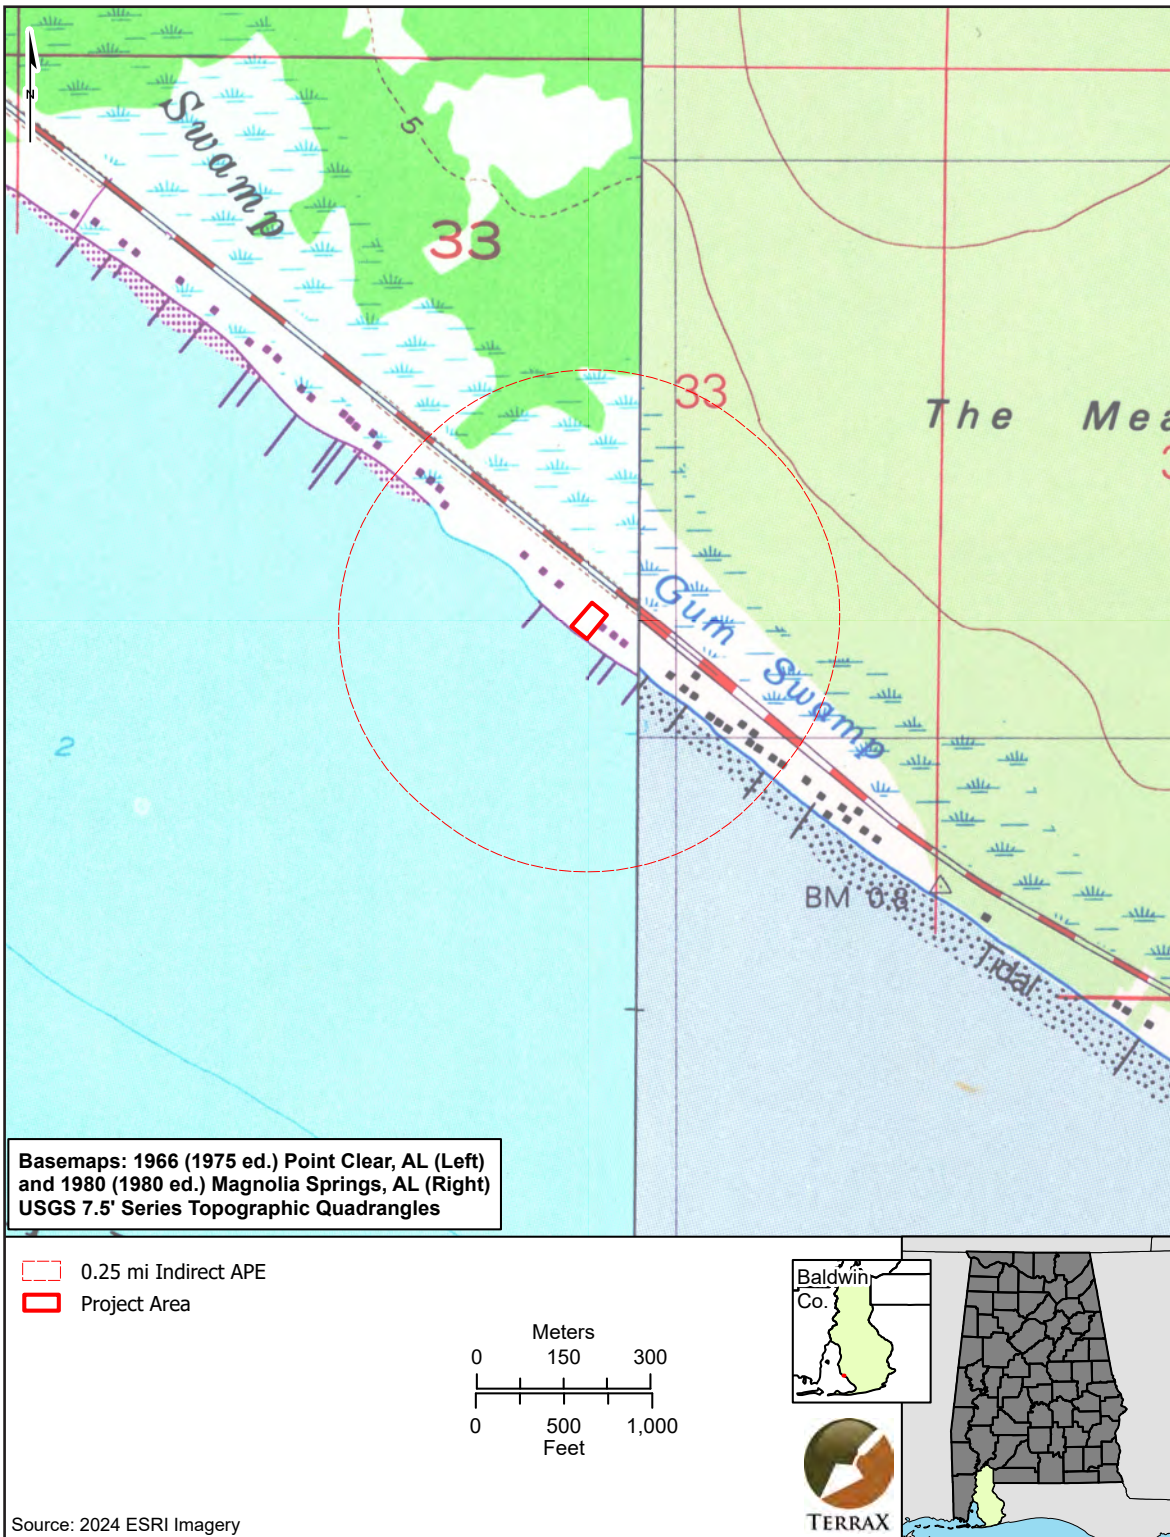 N
Swamp
5
33
33
The Mea
3
Gum Swamp
2
BM 08
Tidal
Basemaps: 1966 (1975 ed.) Point Clear, AL (Left)
and 1980 (1980 ed.) Magnolia Springs, AL (Right)
USGS 7.5' Series Topographic Quadrangles
0.25 mi Indirect APE
Project Area
Meters
0 150 300
0 500 1,000
Feet
Baldwin
Co.
TERRAX
Source: 2024 ESRI Imagery